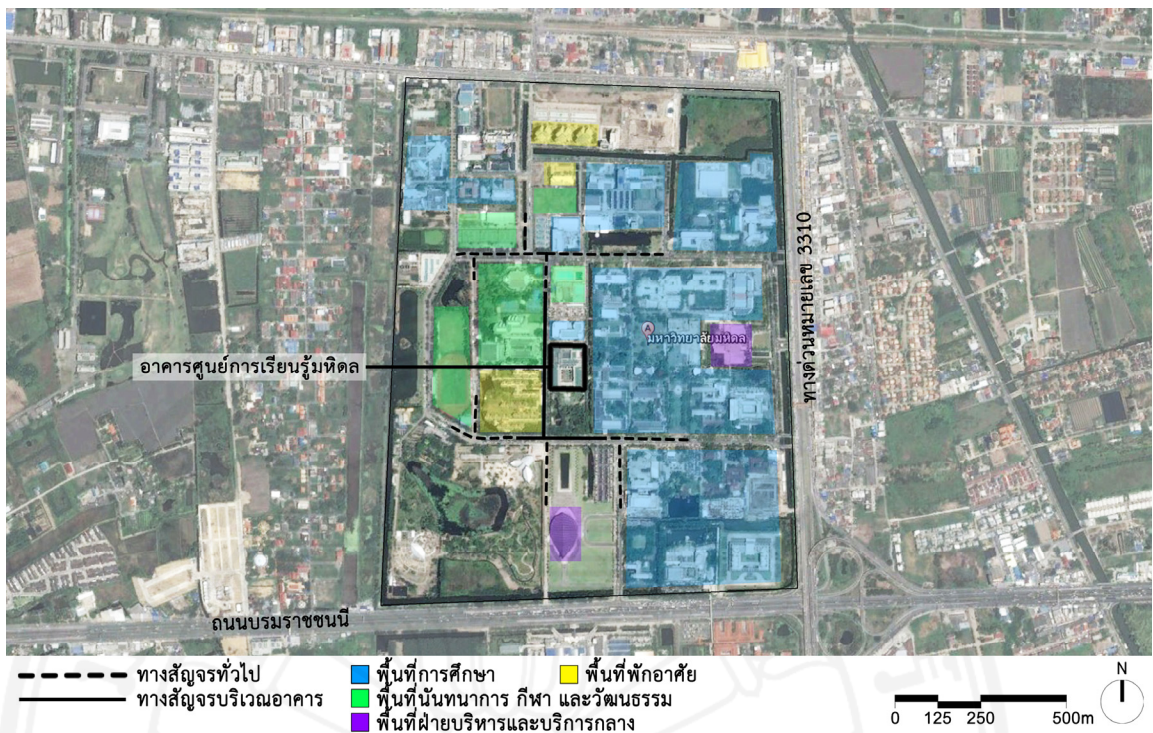 ทางด่วนหมายเลข 3310
A
มหาวิทยาลัยมหิดล
อาคารศูนย์การเรียนรู้มหิดล
ถนนบรมราชชนนี
ทางสัญจรทั่วไป
พื้นที่การศึกษา
พื้นที่พักอาศัย
N
ทางสัญจรบริเวณอาคาร
พื้นที่นันทนาการ กีฬา และวัฒนธรรม
พื้นที่ฝ่ายบริหารและบริการกลาง
0 125 250 500m